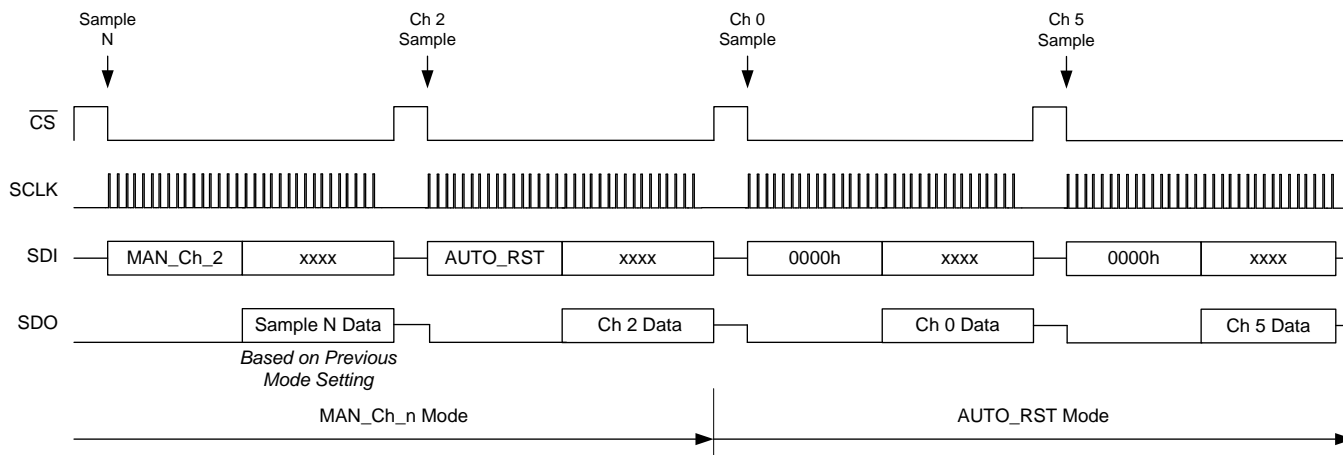 Sample
N
Ch 2
Sample
Ch 0
Sample
Ch 5
Sample
CS
SCLK
SDI
MAN_Ch_2
xxxx
AUTO_RST
xxxx
0000h
xxxx
0000h
xxxx
SDO
Sample N Data
Ch 2 Data
Ch 0 Data
Ch 5 Data
Based on Previous
Mode Setting
MAN_Ch_n Mode
AUTO_RST Mode